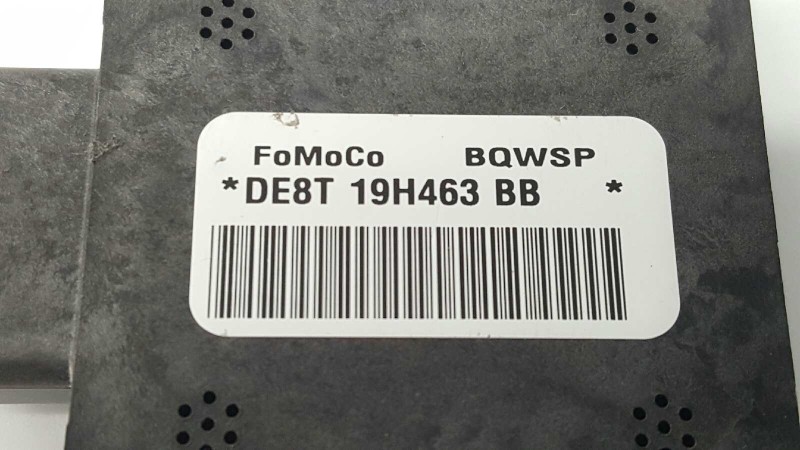 FoMoCo BQWSP
*DE8T 19H463 BB *